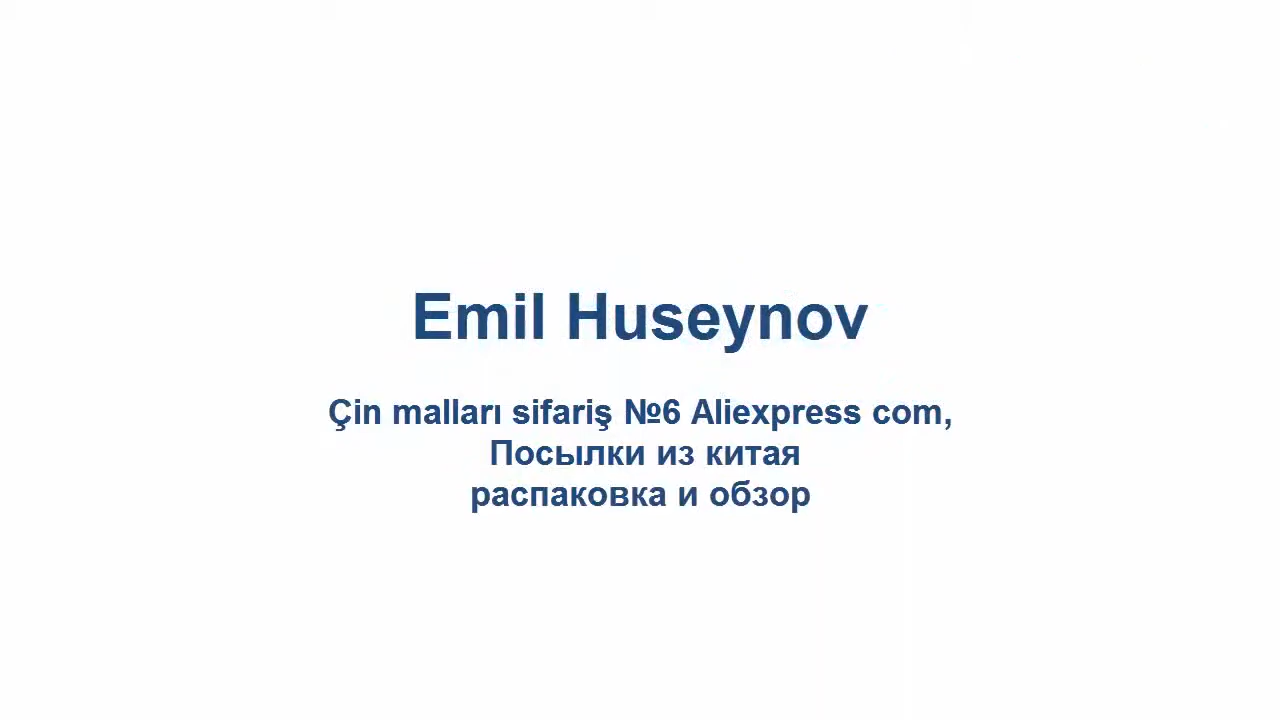 Emil Huseynov
Çin malları sifariş №6 Aliexpress com,
Посылки из китая
распаковка и обзор